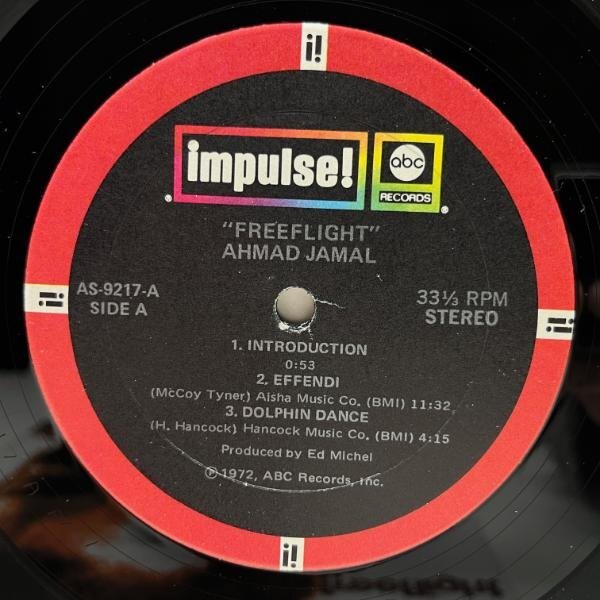 i!
impulse!
abc
RECORDS
"FREEFLIGHT"
AHMAD JAMAL
AS-9217-A
SIDE A
33⅓ RPM
STEREO
i!
i!
1. INTRODUCTION
0:53
2. EFFENDI
(McCoy Tyner) Aisha Music Co. (BMI) 11:32
3. DOLPHIN DANCE
(H. Hancock) Hancock Music Co. (BMI) 4:15
Produced by Ed Michel
℗ 1972, ABC Records, Inc.
i!